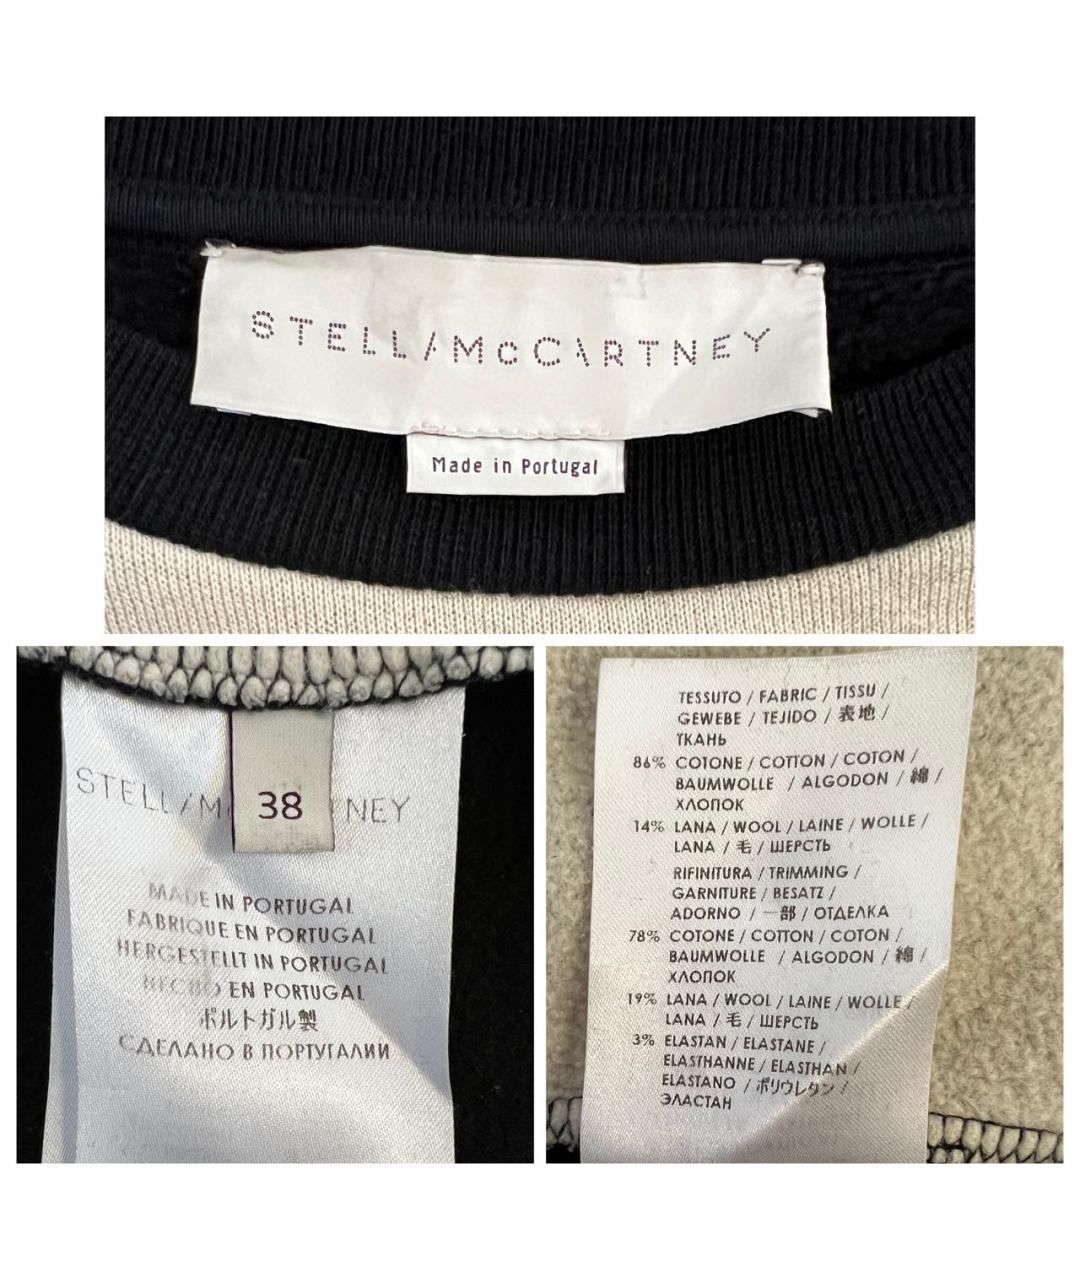 STELLA McCARTNEY
Made in Portugal
STELLA M NEY
38
MADE IN PORTUGAL
FABRIQUE EN PORTUGAL
HERGESTELLT IN PORTUGAL
HECHO EN PORTUGAL
ポルトガル製
СДЕЛАНО В ПОРТУГАЛИИ
TESSUTO / FABRIC / TISSU /
GEWEBE / TEJIDO / 表地 /
ТКАНЬ
86% COTONE / COTTON / COTON /
BAUMWOLLE / ALGODON / 綿 /
ХЛОПОК
14% LANA / WOOL / LAINE / WOLLE /
LANA / 毛 / ШЕРСТЬ
RIFINITURA / TRIMMING /
GARNITURE / BESATZ /
ADORNO / 一部 / ОТДЕЛКА
78% COTONE / COTTON / COTON /
BAUMWOLLE / ALGODON / 綿 /
ХЛОПОК
19% LANA / WOOL / LAINE / WOLLE /
LANA / 毛 / ШЕРСТЬ
3% ELASTAN / ELASTANE /
ELASTHANNE / ELASTHAN /
ELASTANO / ポリウレタン /
ЭЛАСТАН